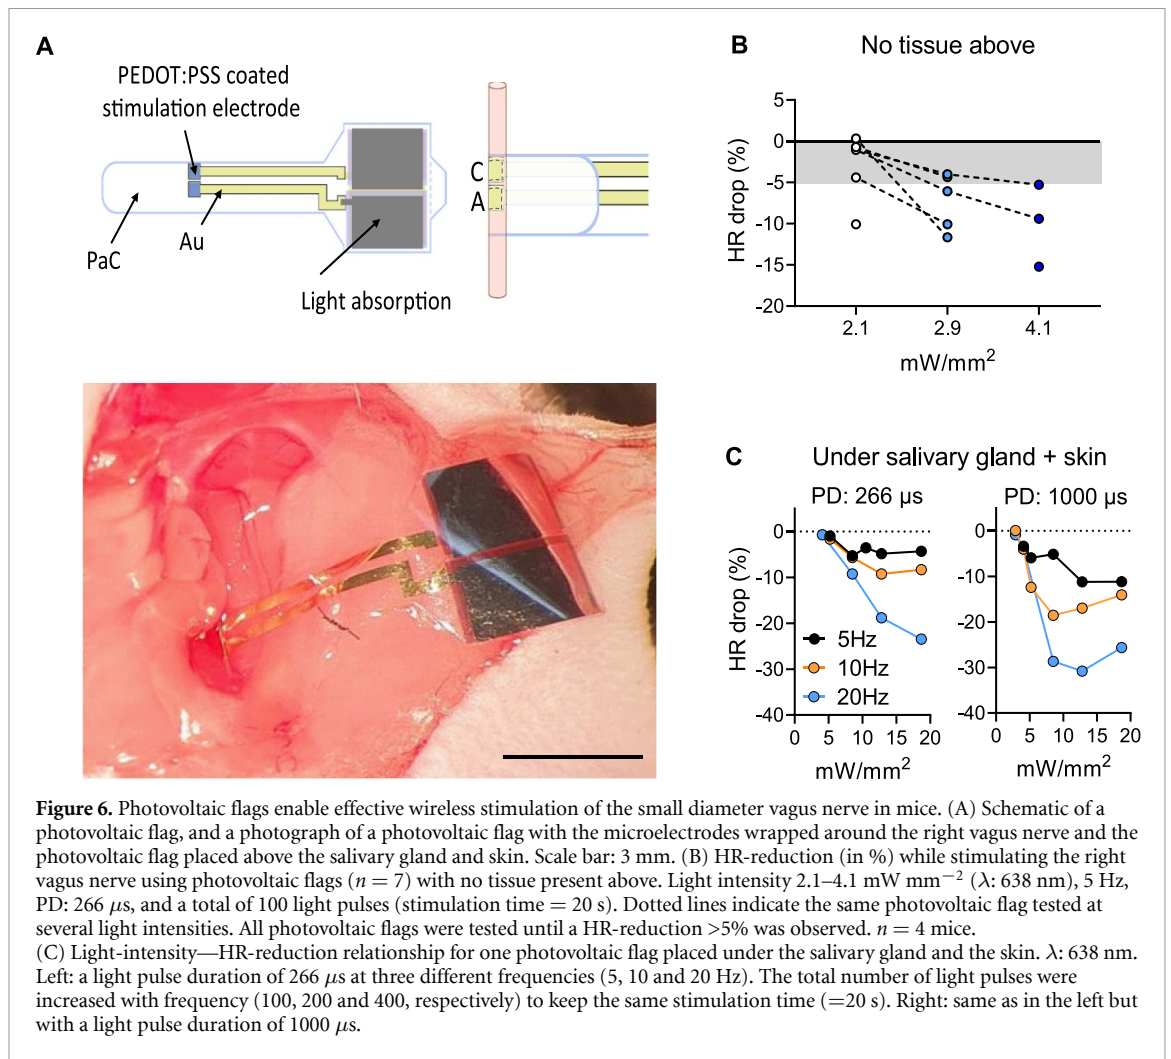 A
PEDOT:PSS coated
stimulation electrode
PaC
Au
Light absorption
C
A
B
No tissue above
HR drop (%)
5
0
-5
-10
-15
-20
2.1
2.9
4.1
mW/mm²
C
Under salivary gland + skin
PD: 266 µs
HR drop (%)
0
-10
-20
-30
-40
5Hz
10Hz
20Hz
0
5
10
15
20
mW/mm²
PD: 1000 µs
0
-10
-20
-30
-40
0
5
10
15
20
mW/mm²
Figure 6. Photovoltaic flags enable effective wireless stimulation of the small diameter vagus nerve in mice. (A) Schematic of a
photovoltaic flag, and a photograph of a photovoltaic flag with the microelectrodes wrapped around the right vagus nerve and the
photovoltaic flag placed above the salivary gland and skin. Scale bar: 3 mm. (B) HR-reduction (in %) while stimulating the right
vagus nerve using photovoltaic flags (n = 7) with no tissue present above. Light intensity 2.1–4.1 mW mm⁻² (λ: 638 nm), 5 Hz,
PD: 266 µs, and a total of 100 light pulses (stimulation time = 20 s). Dotted lines indicate the same photovoltaic flag tested at
several light intensities. All photovoltaic flags were tested until a HR-reduction >5% was observed. n = 4 mice.
(C) Light-intensity—HR-reduction relationship for one photovoltaic flag placed under the salivary gland and the skin. λ: 638 nm.
Left: a light pulse duration of 266 µs at three different frequencies (5, 10 and 20 Hz). The total number of light pulses were
increased with frequency (100, 200 and 400, respectively) to keep the same stimulation time (=20 s). Right: same as in the left but
with a light pulse duration of 1000 µs.